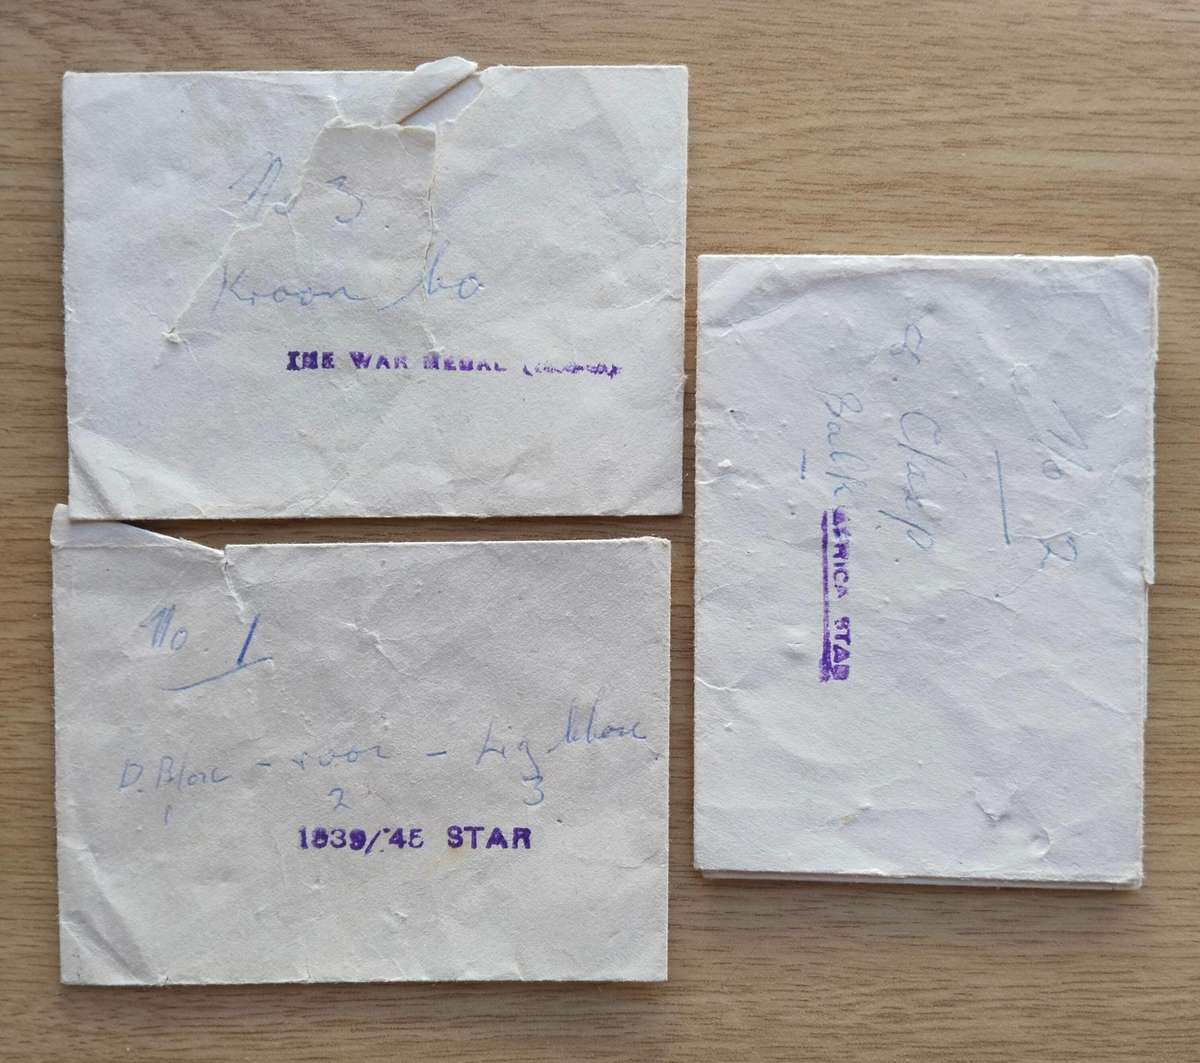 No 3
Kroon bo
THE WAR MEDAL
No 1
D. Blou - rooi - Lig blou
1 2 3
1939/45 STAR
No 2
& Clasp
Balk
AFRICA STAR